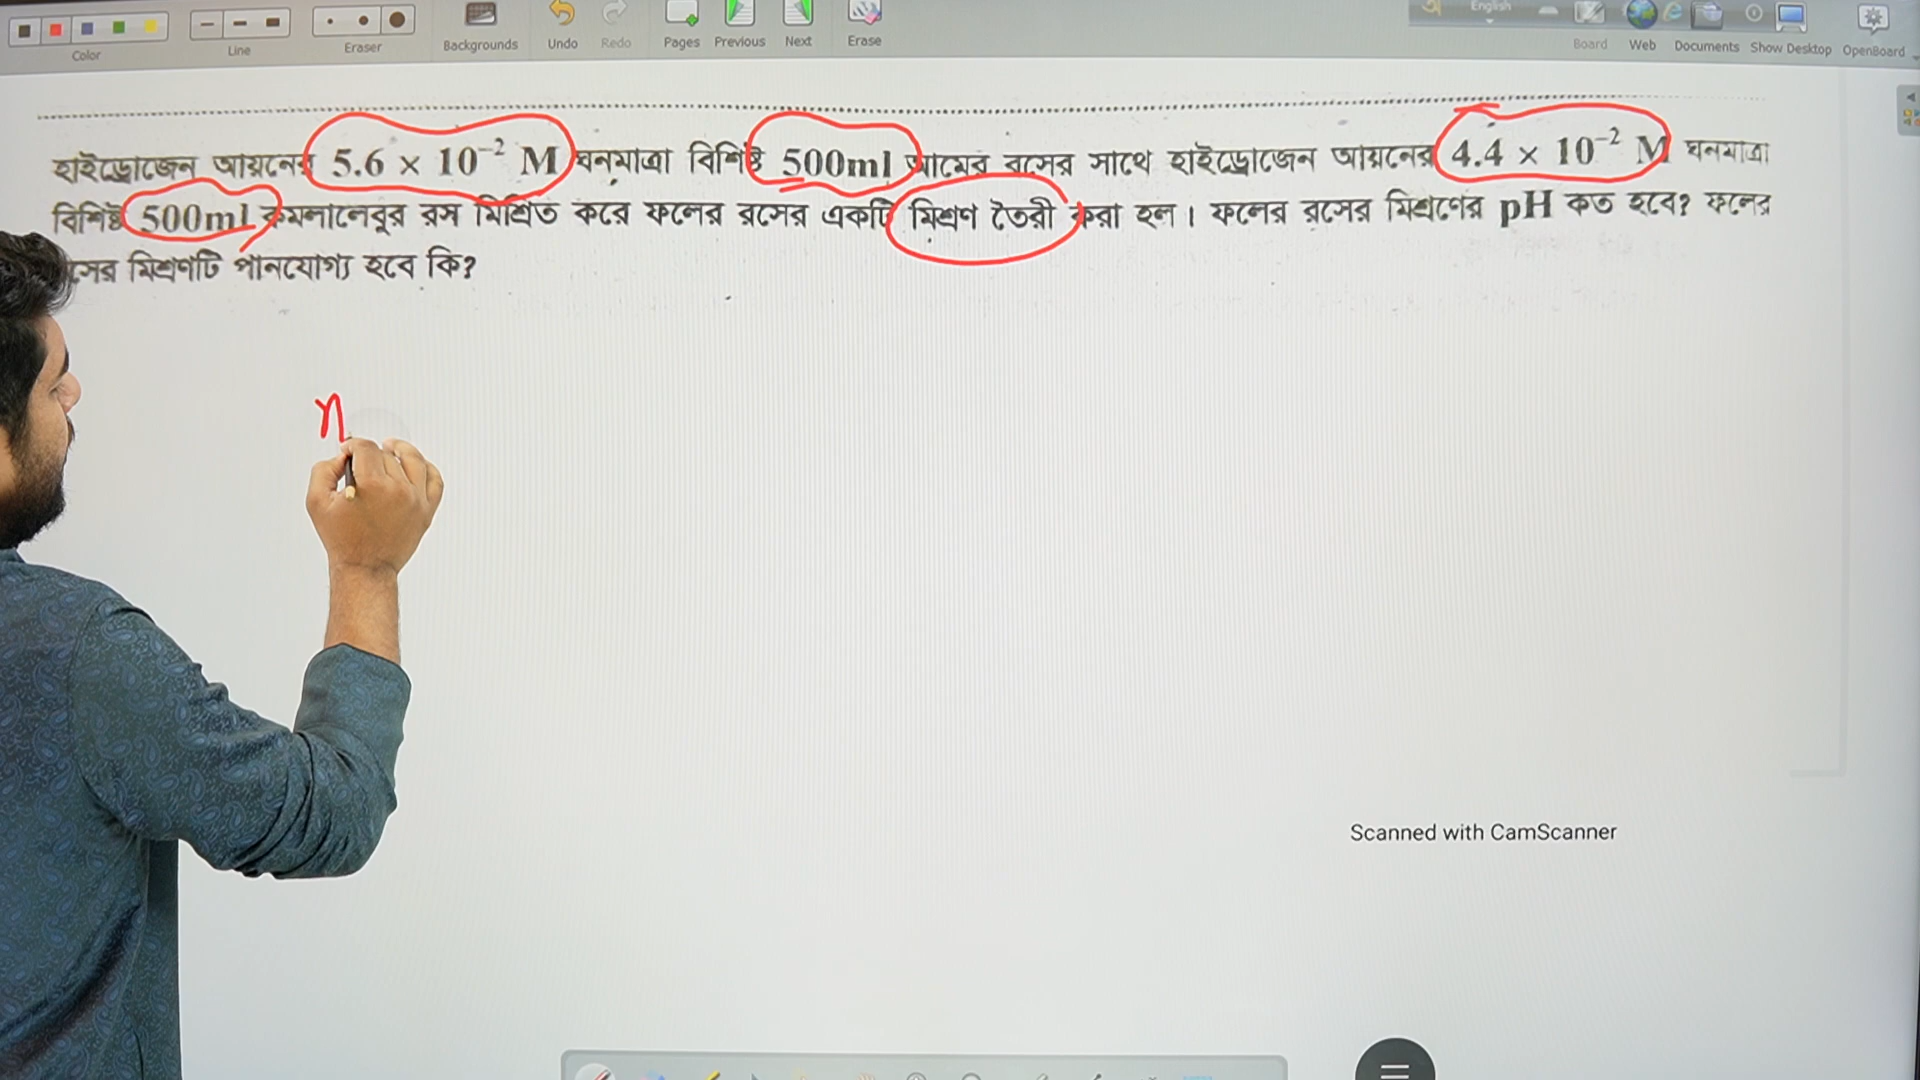 Color
Line
Eraser
Backgrounds
Undo
Redo
Pages
Previous
Next
Erase
English
Board
Web
Documents
Show Desktop
OpenBoard
হাইড্রোজেন আয়নের 5.6 × 10⁻² M ঘনমাত্রা বিশিষ্ট 500ml আমের রসের সাথে হাইড্রোজেন আয়নের 4.4 × 10⁻² M ঘনমাত্রা
বিশিষ্ট 500ml কমলালেবুর রস মিশ্রিত করে ফলের রসের একটি মিশ্রণ তৈরী করা হল। ফলের রসের মিশ্রণের pH কত হবে? ফলের
মিশ্রণটি পানযোগ্য হবে কি?
n
Scanned with CamScanner